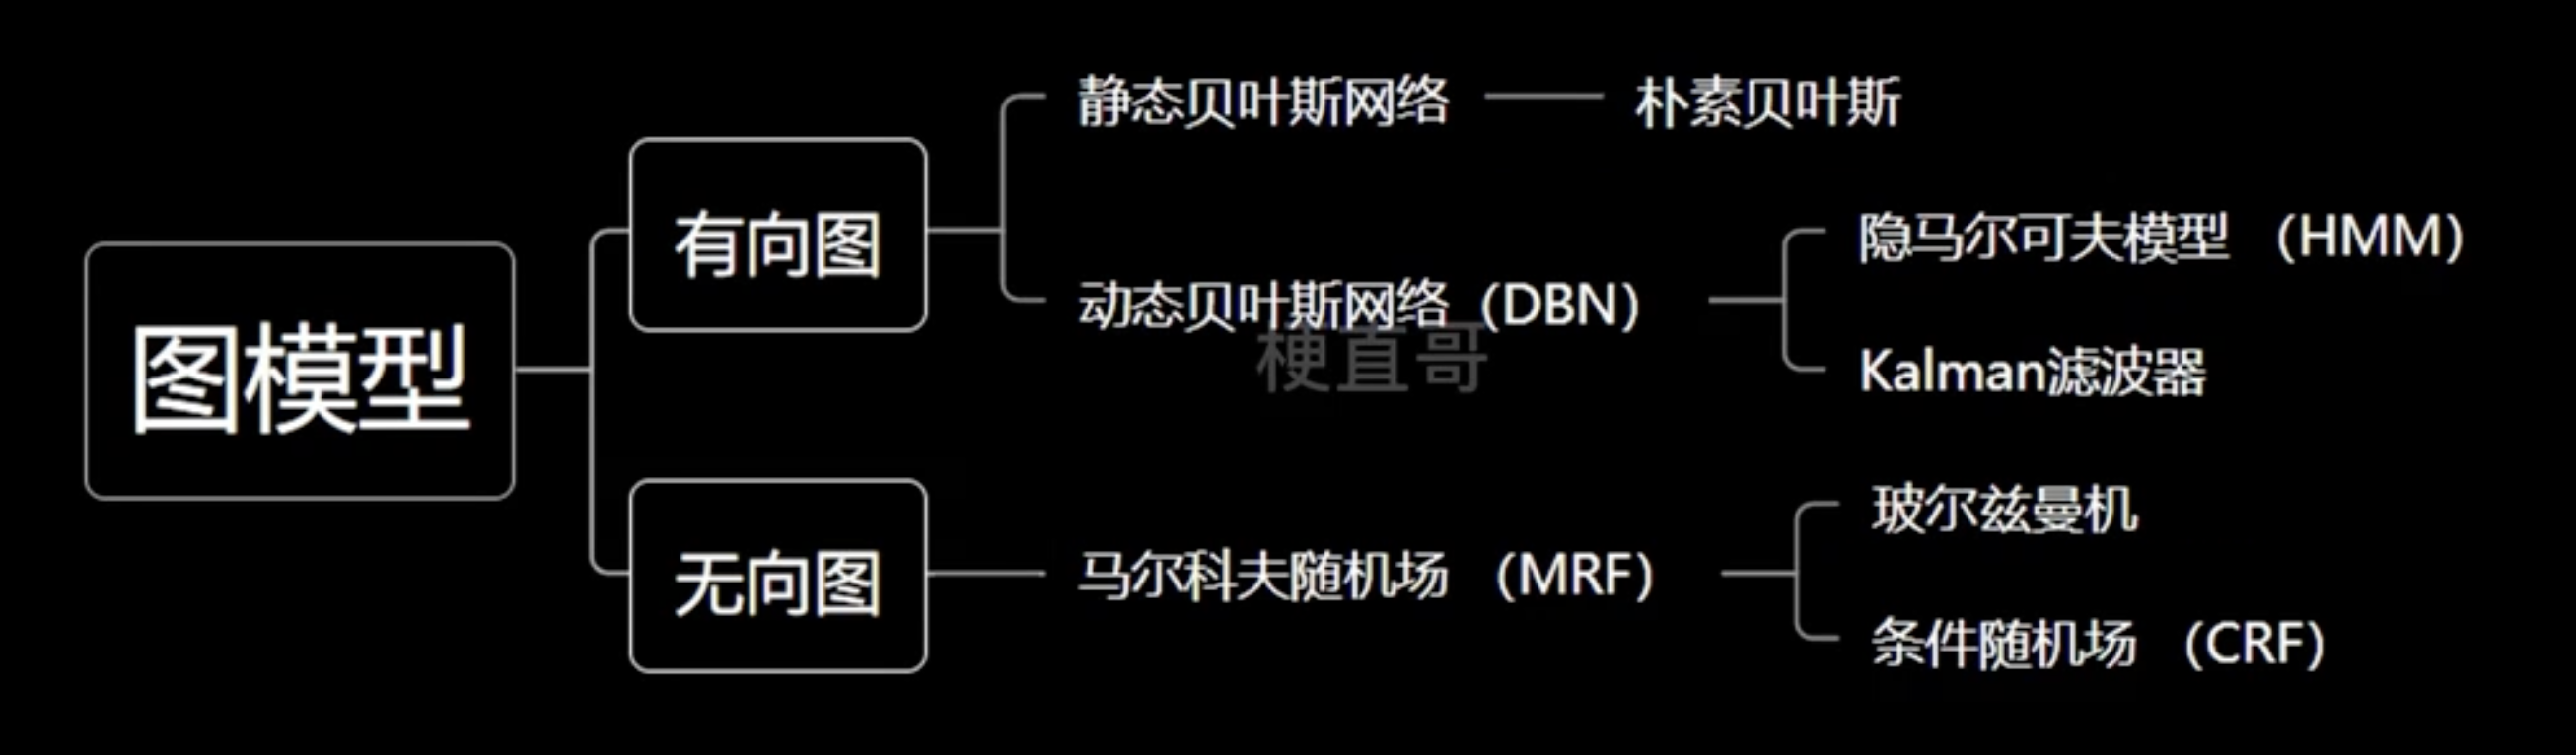 图模型
有向图
静态贝叶斯网络
朴素贝叶斯
动态贝叶斯网络（DBN）
隐马尔可夫模型 （HMM）
Kalman滤波器
无向图
马尔科夫随机场 （MRF）
玻尔兹曼机
条件随机场 （CRF）
梗直哥